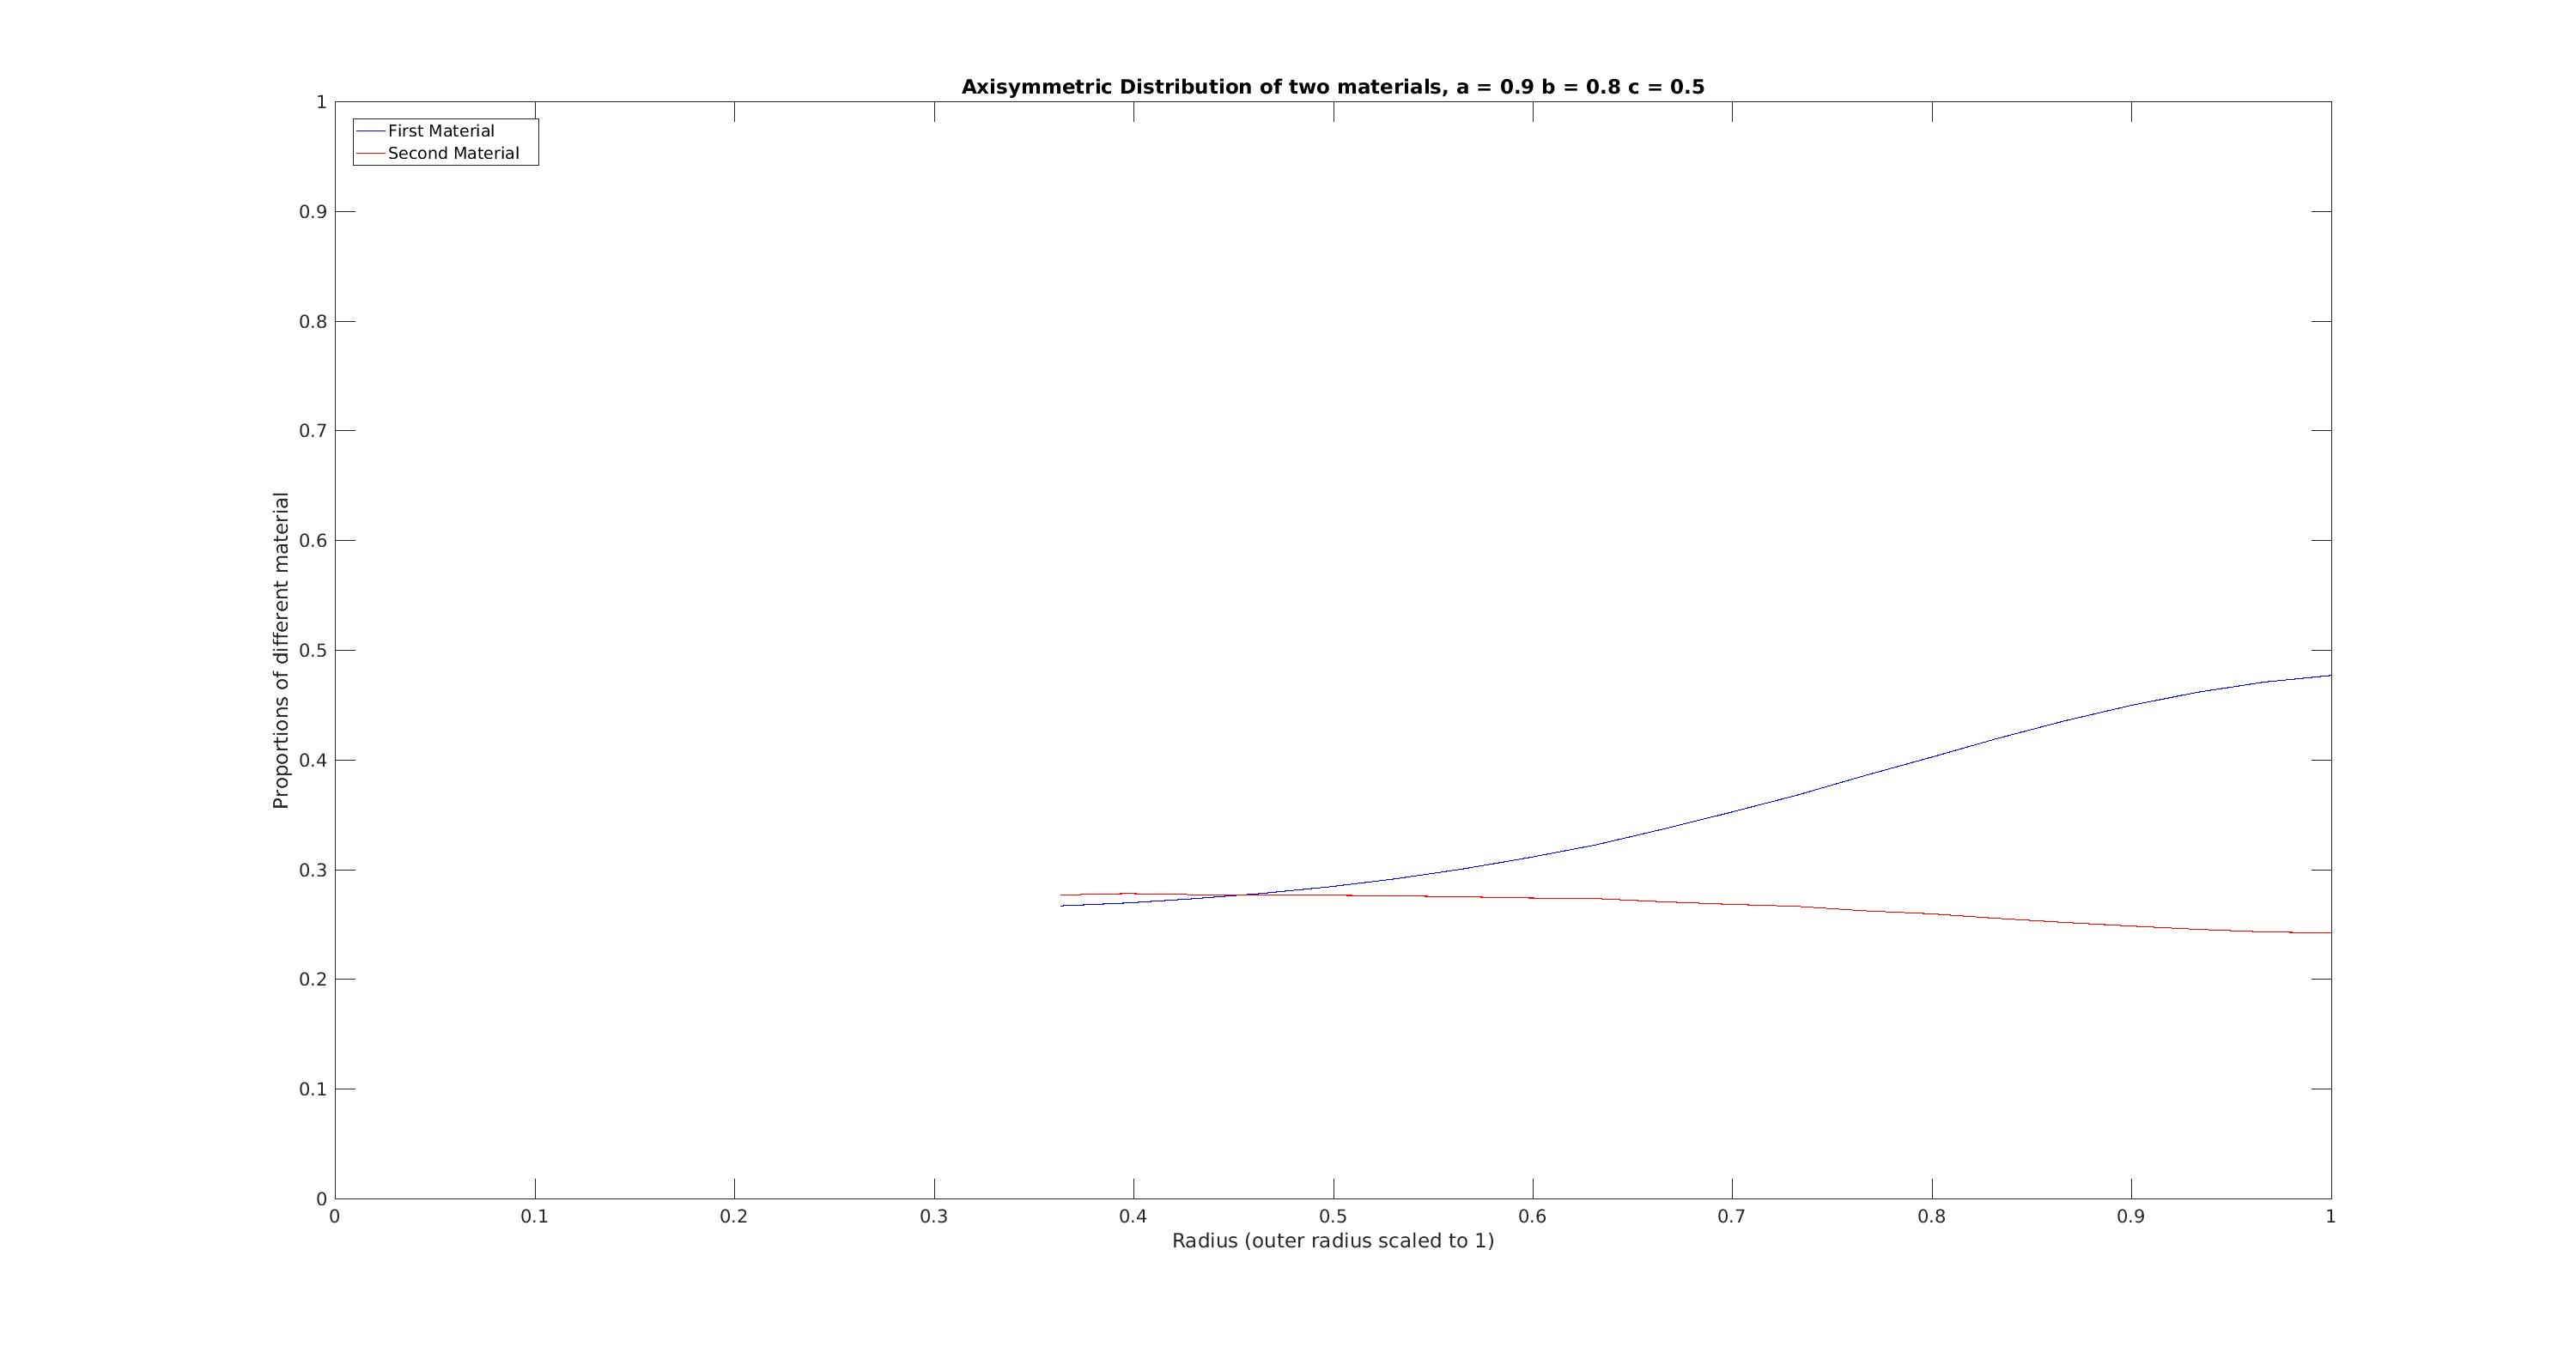 Axisymmetric Distribution of two materials, a = 0.9 b = 0.8 c = 0.5
First Material
Second Material
1
0.9
0.8
0.7
0.6
0.5
0.4
0.3
0.2
0.1
0
Proportions of different material
0 0.1 0.2 0.3 0.4 0.5 0.6 0.7 0.8 0.9 1
Radius (outer radius scaled to 1)